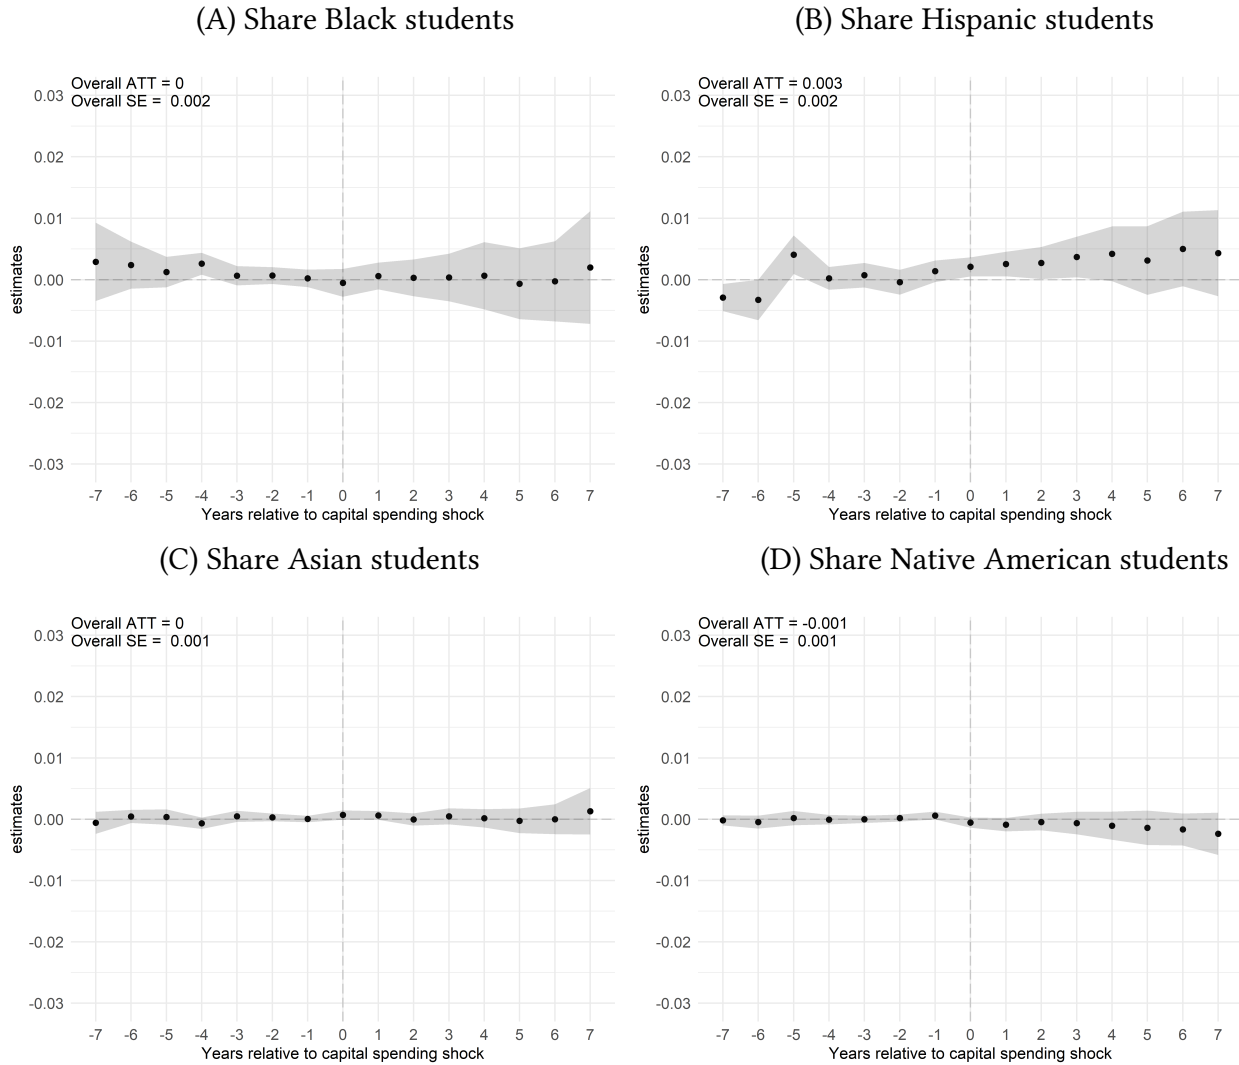 (A) Share Black students
Overall ATT = 0
Overall SE =  0.002
0.03
0.02
0.01
0.00
-0.01
-0.02
-0.03
estimates
-7 -6 -5 -4 -3 -2 -1 0 1 2 3 4 5 6 7
Years relative to capital spending shock
(B) Share Hispanic students
Overall ATT = 0.003
Overall SE =  0.002
0.03
0.02
0.01
0.00
-0.01
-0.02
-0.03
estimates
-7 -6 -5 -4 -3 -2 -1 0 1 2 3 4 5 6 7
Years relative to capital spending shock
(C) Share Asian students
Overall ATT = 0
Overall SE =  0.001
0.03
0.02
0.01
0.00
-0.01
-0.02
-0.03
estimates
-7 -6 -5 -4 -3 -2 -1 0 1 2 3 4 5 6 7
Years relative to capital spending shock
(D) Share Native American students
Overall ATT = -0.001
Overall SE =  0.001
0.03
0.02
0.01
0.00
-0.01
-0.02
-0.03
estimates
-7 -6 -5 -4 -3 -2 -1 0 1 2 3 4 5 6 7
Years relative to capital spending shock